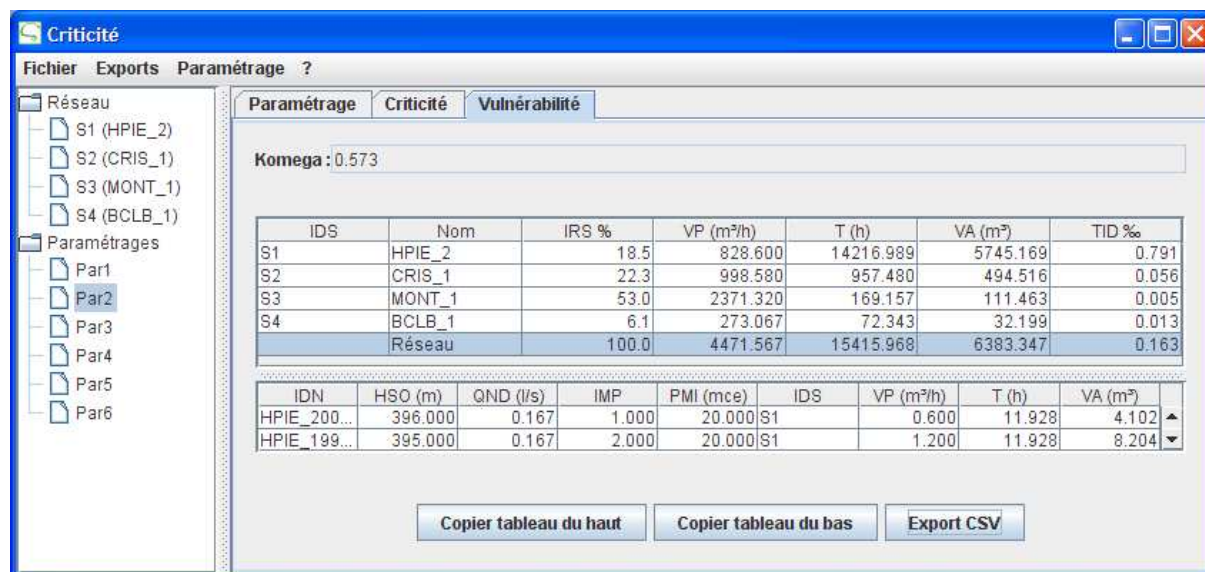 Criticité
Fichier Exports Paramétrage ?
Réseau
S1 (HPIE_2)
S2 (CRIS_1)
S3 (MONT_1)
S4 (BCLB_1)
Paramétrages
Par1
Par2
Par3
Par4
Par5
Par6
Paramétrage Criticité Vulnérabilité
Komega : 0.573
IDS Nom IRS % VP (m³/h) T (h) VA (m³) TID ‰
S1 HPIE_2 18.5 828.600 14216.989 5745.169 0.791
S2 CRIS_1 22.3 998.580 957.480 494.516 0.056
S3 MONT_1 53.0 2371.320 169.157 111.463 0.005
S4 BCLB_1 6.1 273.067 72.343 32.199 0.013
Réseau 100.0 4471.567 15415.968 6383.347 0.163
IDN HSO (m) QND (l/s) IMP PMI (mce) IDS VP (m³/h) T (h) VA (m³)
HPIE_200... 396.000 0.167 1.000 20.000 S1 0.600 11.928 4.102
HPIE_199... 395.000 0.167 2.000 20.000 S1 1.200 11.928 8.204
Copier tableau du haut Copier tableau du bas Export CSV